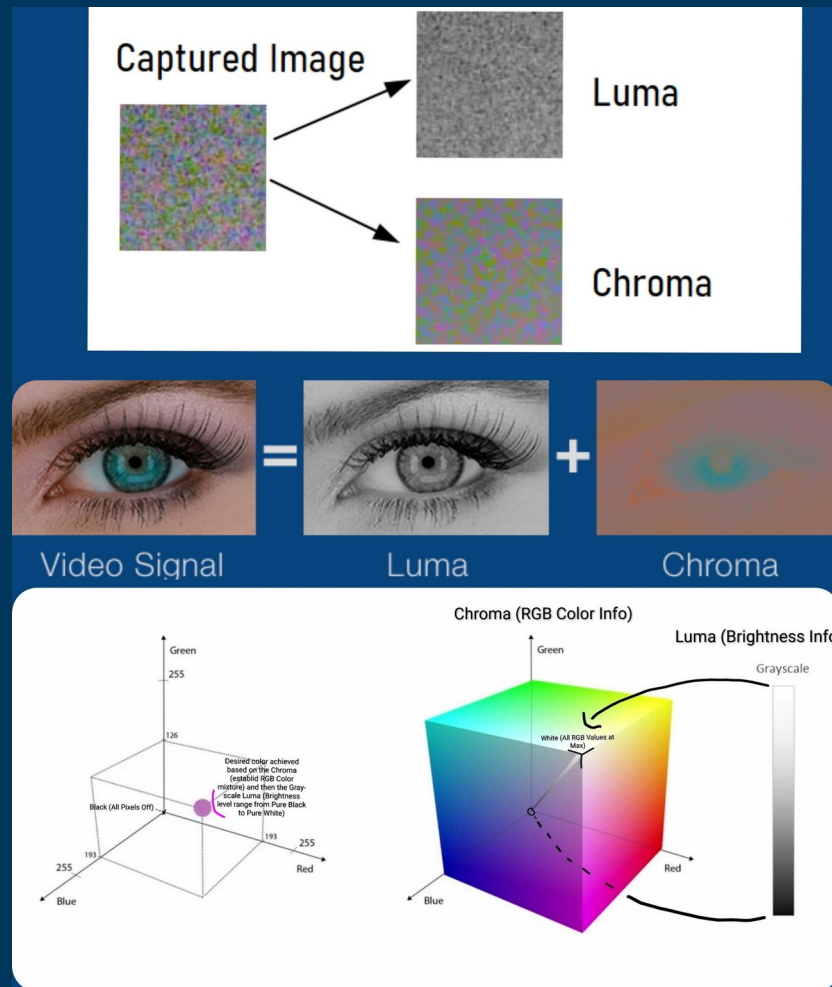 Captured Image
Luma
Chroma
Video Signal
=
Luma
+
Chroma
Green
255
126
Desired color achieved
based on the Chroma
(establid RGB Color
mixture) and then the Gray-
scale Luma (Brightness
level range from Pure Black
to Pure White)
Black (All Pixels Off)
193
255
Blue
193
255
Red
Chroma (RGB Color Info)
Luma (Brightness Info
Green
Grayscale
White (All RGB Values at
Max)
Red
Blue